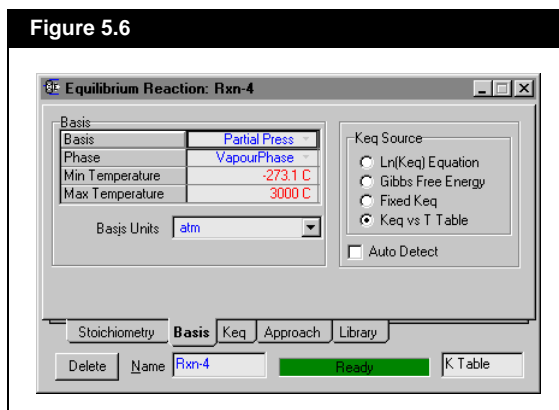 Figure 5.6
Equilibrium Reaction: Rxn-4
Basis
Basis Partial Press
Phase VapourPhase
Min Temperature -273.1 C
Max Temperature 3000 C
Basis Units atm
Keq Source
Ln(Keq) Equation
Gibbs Free Energy
Fixed Keq
Keq vs T Table
Auto Detect
Stoichiometry Basis Keq Approach Library
Delete Name Rxn-4 Ready K Table